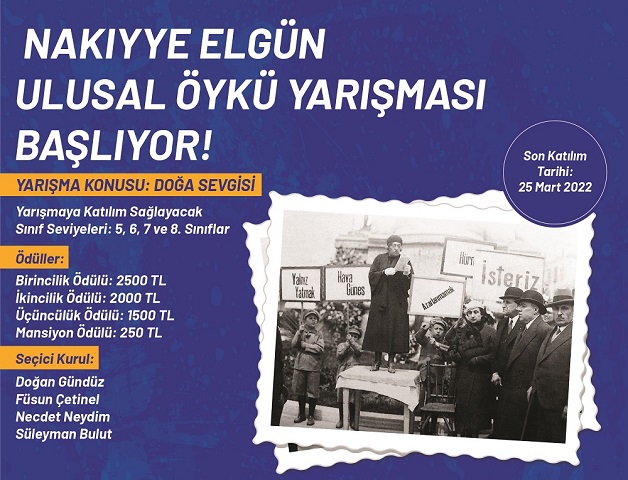 NAKIYYE ELGÜN
ULUSAL ÖYKÜ YARIŞMASI
BAŞLIYOR!
YARIŞMA KONUSU: DOĞA SEVGİSİ
Yarışmaya Katılım Sağlayacak
Sınıf Seviyeleri: 5, 6, 7 ve 8. Sınıflar
Ödüller:
Birincilik Ödülü: 2500 TL
İkincilik Ödülü: 2000 TL
Üçüncülük Ödülü: 1500 TL
Mansiyon Ödülü: 250 TL
Seçici Kurul:
Doğan Gündüz
Füsun Çetinel
Necdet Neydim
Süleyman Bulut
Son Katılım
Tarihi:
25 Mart 2022
Yalnız
Yatmak
Hava
Güneş
İsteriz